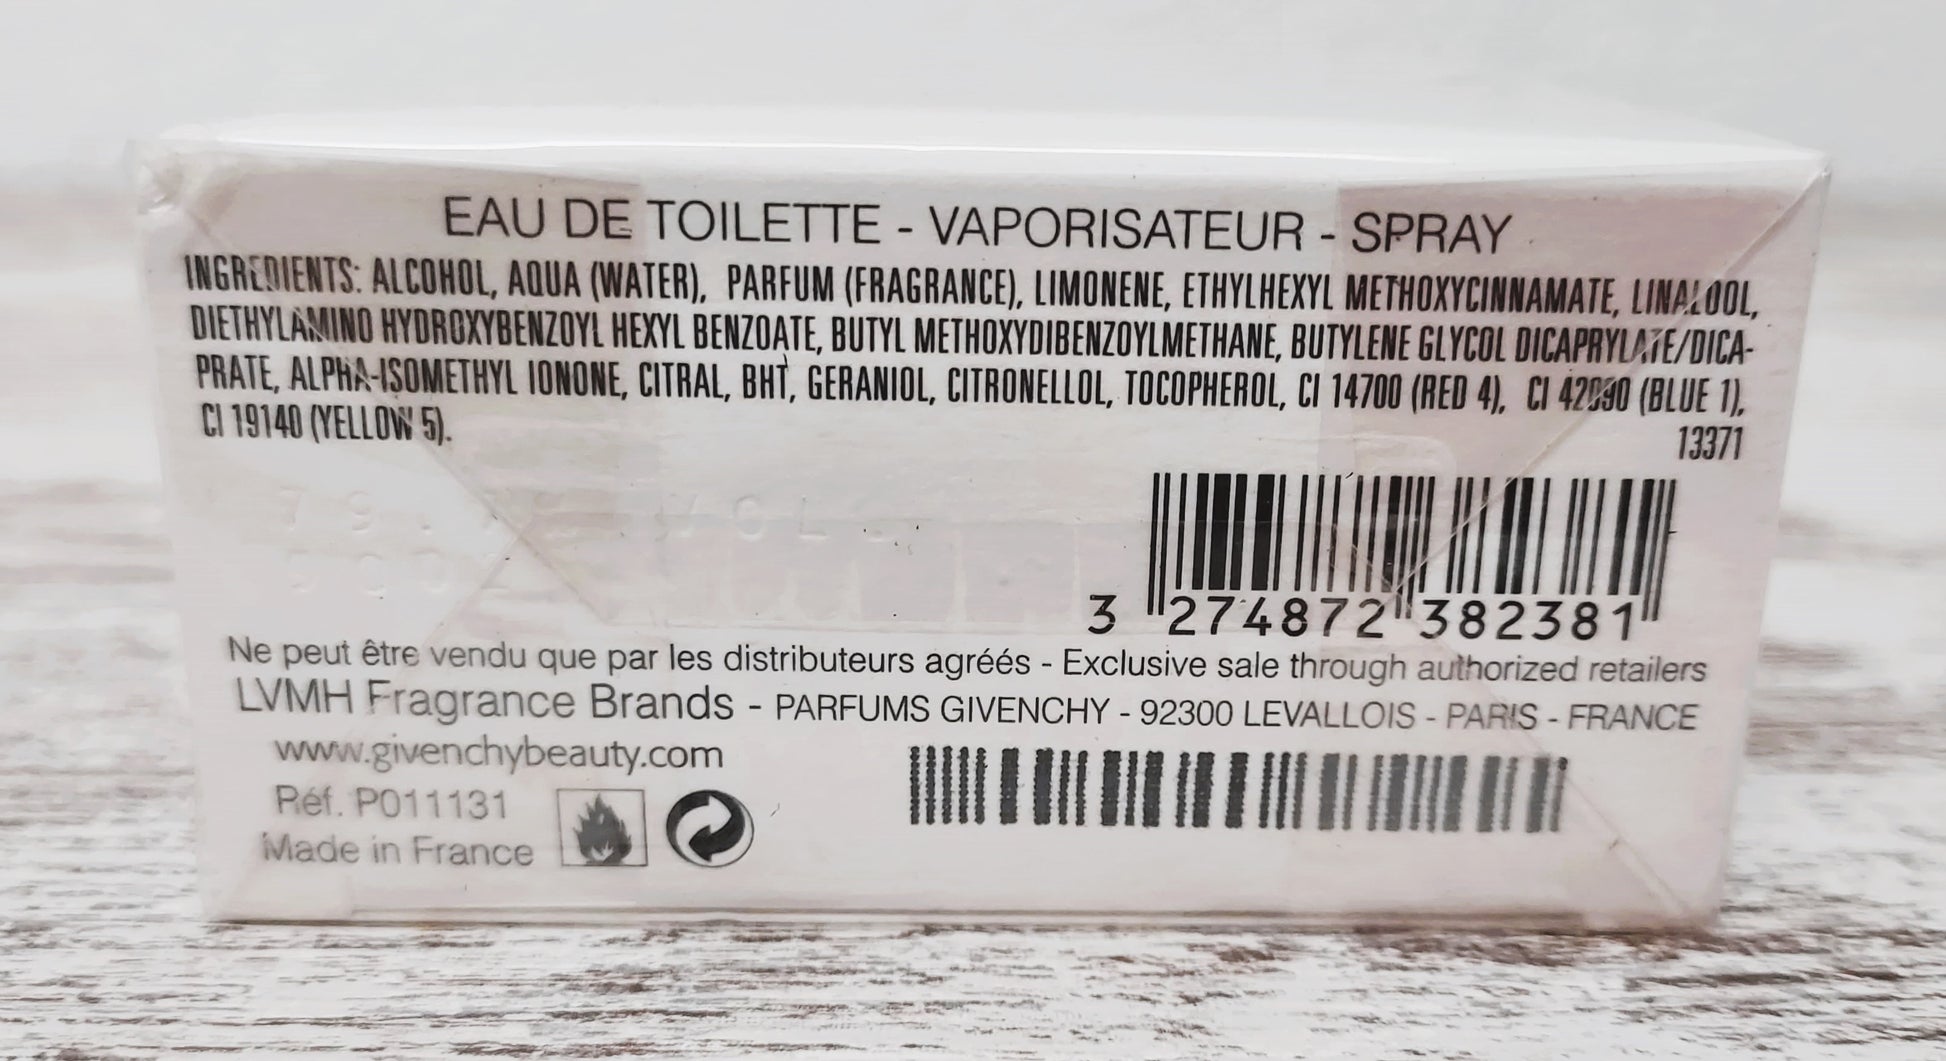 EAU DE TOILETTE - VAPORISATEUR - SPRAY
INGREDIENTS: ALCOHOL, AQUA (WATER), PARFUM (FRAGRANCE), LIMONENE, ETHYLHEXYL METHOXYCINNAMATE, LINALOOL,
DIETHYLAMINO HYDROXYBENZOYL HEXYL BENZOATE, BUTYL METHOXYDIBENZOYLMETHANE, BUTYLENE GLYCOL DICAPRYLATE/DICA-
PRATE, ALPHA-ISOMETHYL IONONE, CITRAL, BHT, GERANIOL, CITRONELLOL, TOCOPHEROL, CI 14700 (RED 4), CI 42090 (BLUE 1),
CI 19140 (YELLOW 5).
13371
VOL.
3 274872 382381
Ne peut être vendu que par les distributeurs agréés - Exclusive sale through authorized retailers
LVMH Fragrance Brands - PARFUMS GIVENCHY - 92300 LEVALLOIS - PARIS - FRANCE
www.givenchybeauty.com
Réf. P011131
Made in France